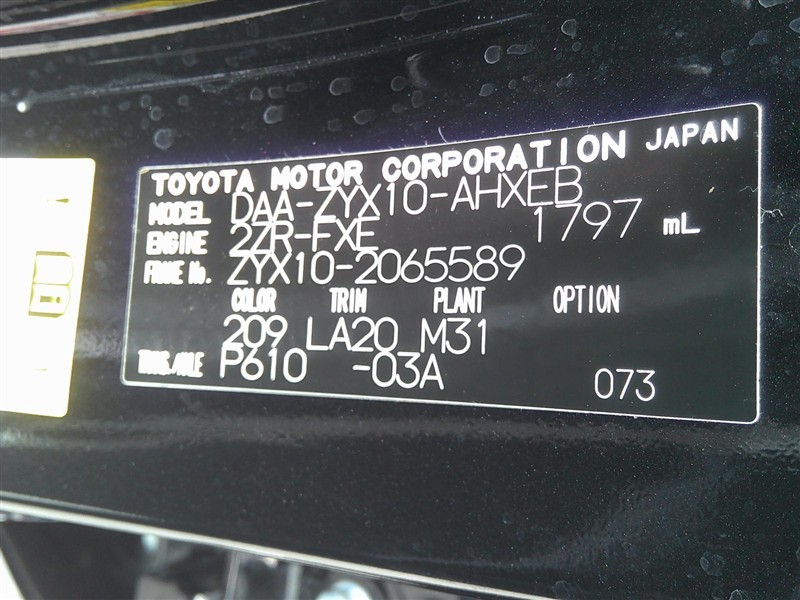 TOYOTA MOTOR CORPORATION JAPAN
MODEL DAA-ZYX10-AHXEB
ENGINE 2ZR-FXE 1797 mL
FRAME No. ZYX10-2065589
COLOR TRIM PLANT OPTION
209 LA20 M31
TRANS./AXLE P610 -03A
073